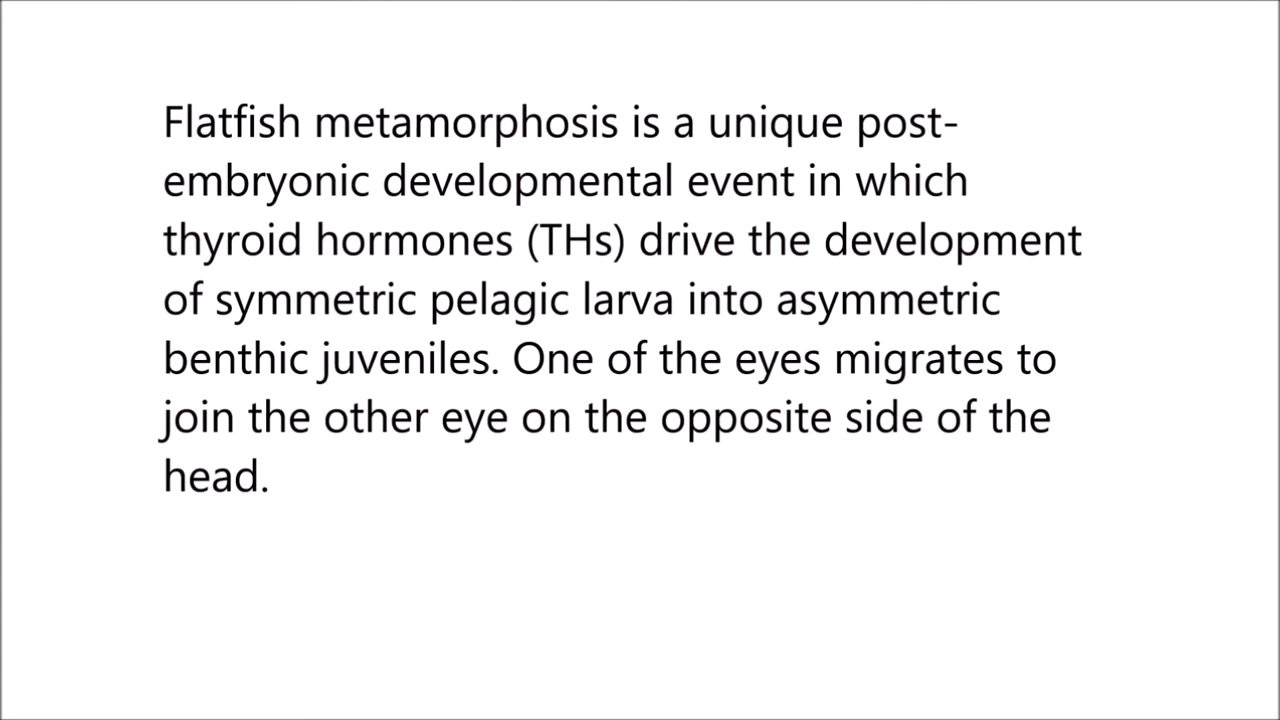 Flatfish metamorphosis is a unique post-
embryonic developmental event in which
thyroid hormones (THs) drive the development
of symmetric pelagic larva into asymmetric
benthic juveniles. One of the eyes migrates to
join the other eye on the opposite side of the
head.